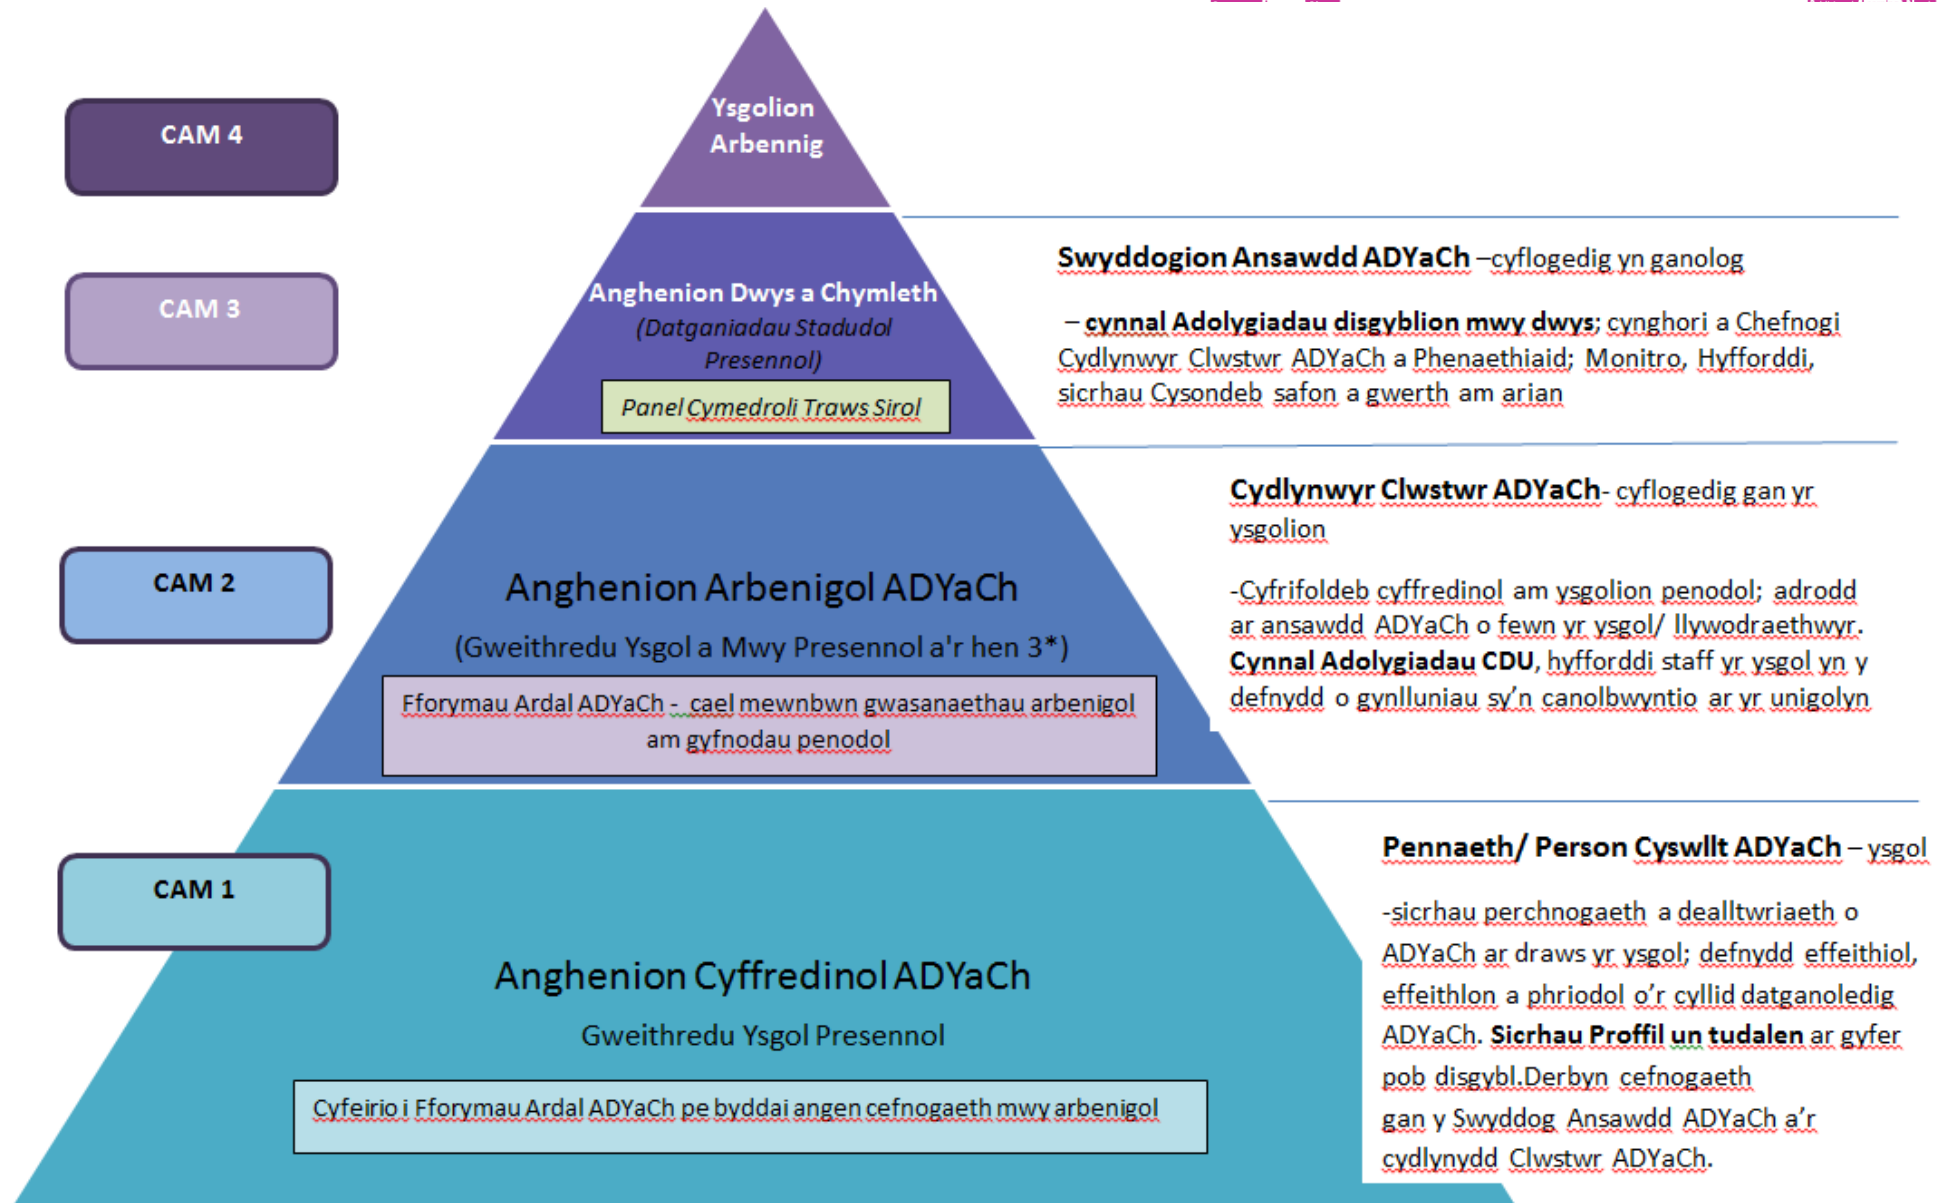 CAM 4
Ysgolion
Arbennig
CAM 3
Anghenion Dwys a Chymleth
(Datganiadau Stadudol
Presennol)
Panel Cymedroli Traws Sirol
Swyddogion Ansawdd ADYaCh –cyflogedig yn ganolog
– cynnal Adolygiadau disgyblion mwy dwys; cynghori a Chefnogi
Cydlynwyr Clwstwr ADYaCh a Phenaethiaid; Monitro, Hyfforddi,
sicrhau Cysondeb safon a gwerth am arian
CAM 2
Anghenion Arbenigol ADYaCh
(Gweithredu Ysgol a Mwy Presennol a'r hen 3*)
Fforymau Ardal ADYaCh - cael mewnbwn gwasanaethau arbenigol
am gyfnodau penodol
Cydlynwyr Clwstwr ADYaCh- cyflogedig gan yr
ysgolion
-Cyfrifoldeb cyffredinol am ysgolion penodol; adrodd
ar ansawdd ADYaCh o fewn yr ysgol/ llywodraethwyr.
Cynnal Adolygiadau CDU, hyfforddi staff yr ysgol yn y
defnydd o gynlluniau sy'n canolbwyntio ar yr unigolyn
CAM 1
Anghenion Cyffredinol ADYaCh
Gweithredu Ysgol Presennol
Cyfeirio i Fforymau Ardal ADYaCh pe byddai angen cefnogaeth mwy arbenigol
Pennaeth/ Person Cyswllt ADYaCh – ysgol
-sicrhau perchnogaeth a dealltwriaeth o
ADYaCh ar draws yr ysgol; defnydd effeithiol,
effeithlon a phriodol o'r cyllid datganoledig
ADYaCh. Sicrhau Proffil un tudalen ar gyfer
pob disgybl.Derbyn cefnogaeth
gan y Swyddog Ansawdd ADYaCh a'r
cydlynydd Clwstwr ADYaCh.